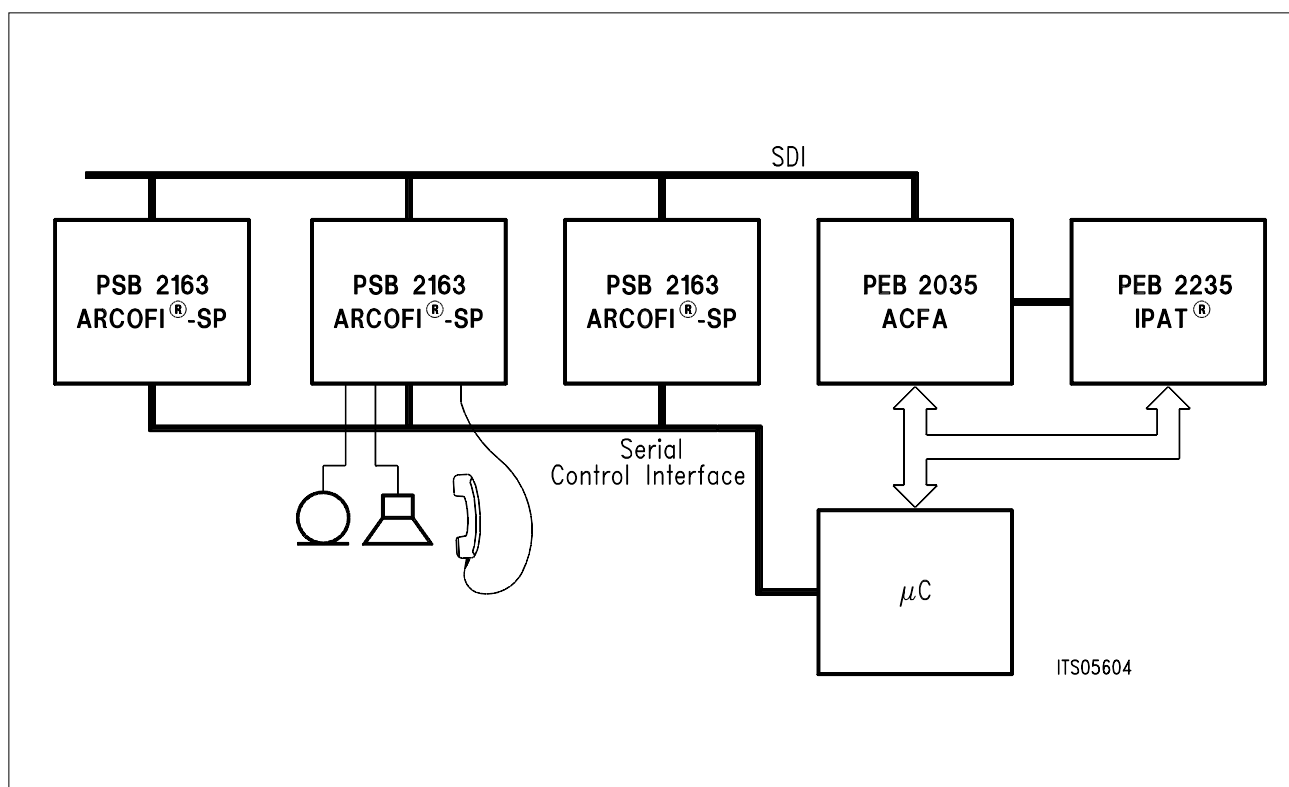 SDI
PSB 2163
ARCOFI®-SP
PSB 2163
ARCOFI®-SP
PSB 2163
ARCOFI®-SP
PEB 2035
ACFA
PEB 2235
IPAT®
Serial
Control Interface
μC
ITS05604